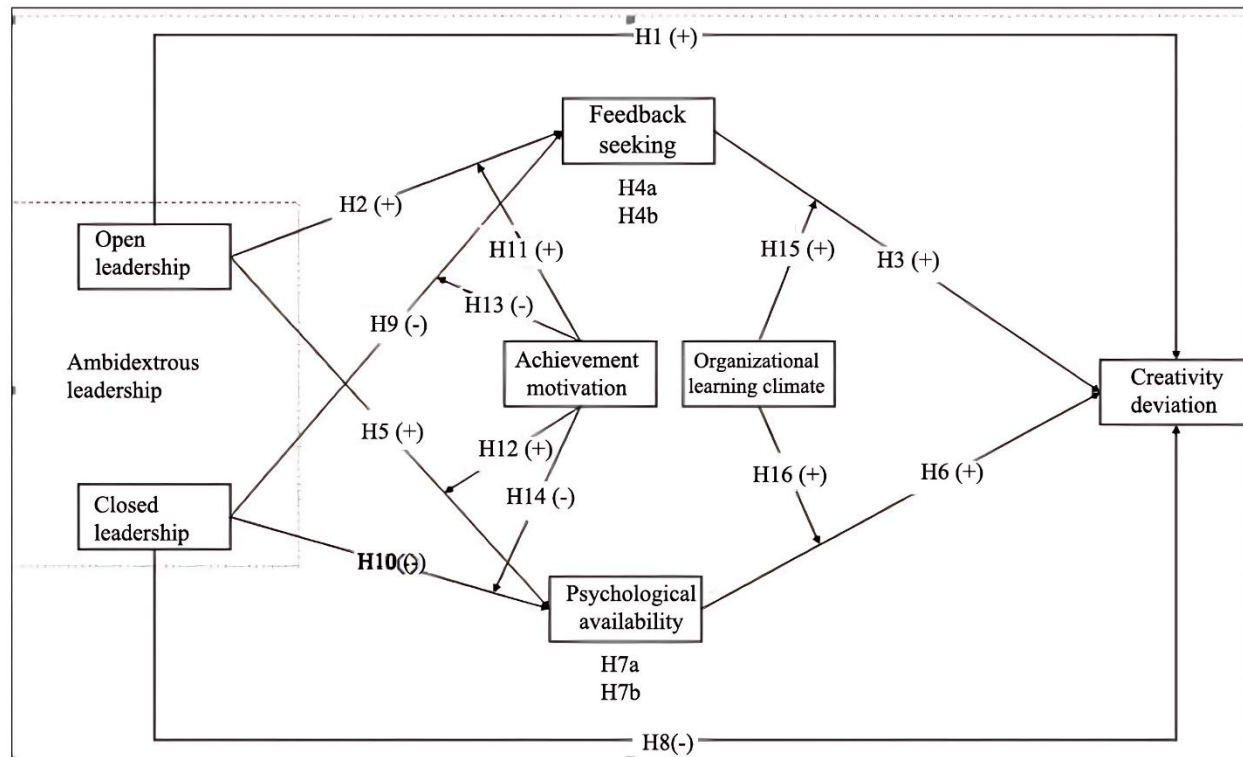 H1 (+)
Feedback
seeking
H4a
H4b
H2 (+)
Open
leadership
H11 (+)
H15 (+)
H3 (+)
H13 (-)
H9 (-)
Ambidextrous
leadership
Achievement
motivation
Organizational
learning climate
Creativity
deviation
H5 (+)
H12 (+)
H14 (-)
H16 (+)
H6 (+)
Closed
leadership
H10(-)
Psychological
availability
H7a
H7b
H8(-)